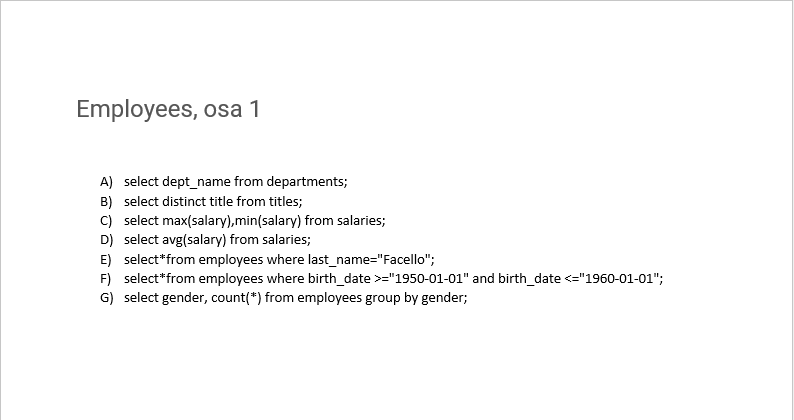 Employees, osa 1
A) select dept_name from departments;
B) select distinct title from titles;
C) select max(salary),min(salary) from salaries;
D) select avg(salary) from salaries;
E) select*from employees where last_name="Facello";
F) select*from employees where birth_date >="1950-01-01" and birth_date <="1960-01-01";
G) select gender, count(*) from employees group by gender;